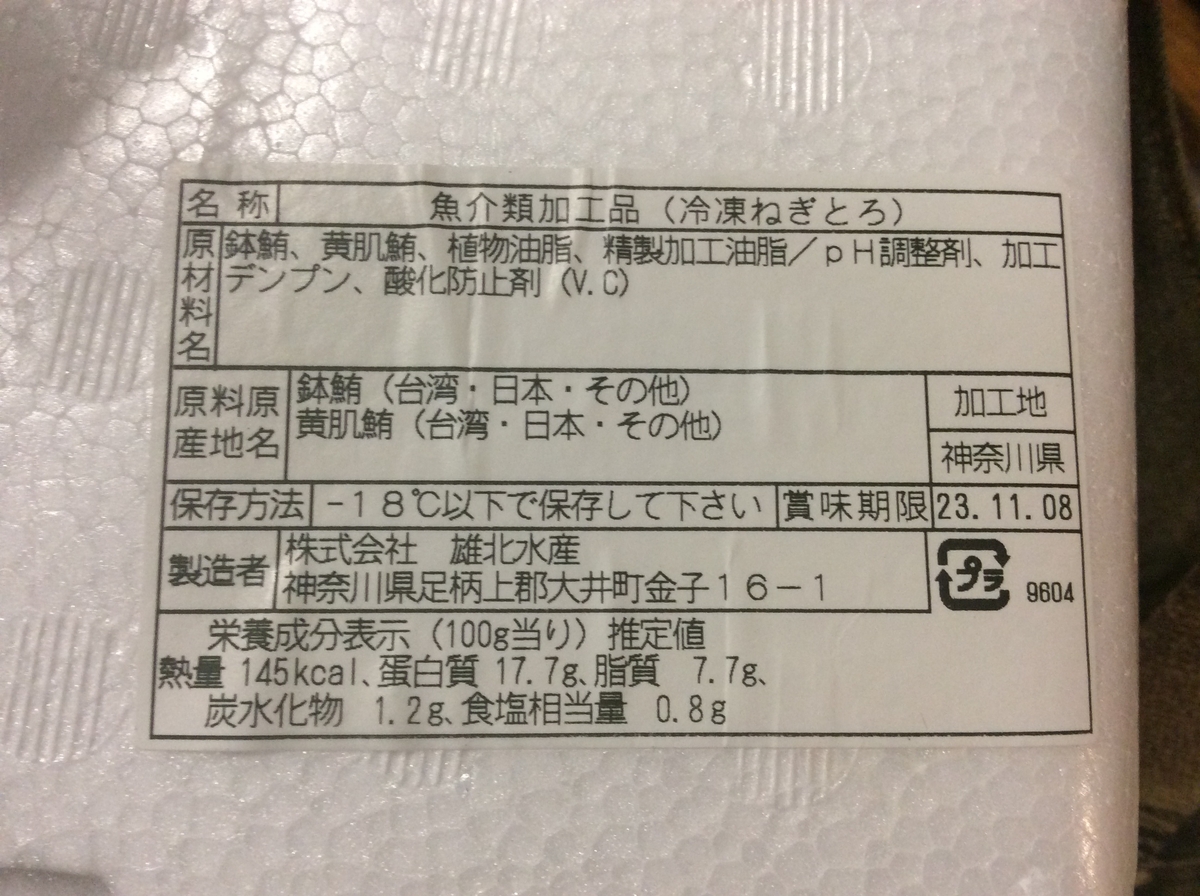 名称 魚介類加工品（冷凍ねぎとろ）
原材料名 鉢鮪、黄肌鮪、植物油脂、精製加工油脂／ｐＨ調整剤、加工
デンプン、酸化防止剤（V.C）
原料原産地名 鉢鮪（台湾・日本・その他）
黄肌鮪（台湾・日本・その他）
加工地
神奈川県
保存方法 －１８℃以下で保存して下さい 賞味期限 23.11.08
製造者 株式会社　雄北水産
神奈川県足柄上郡大井町金子１６－１
プラ 9604
栄養成分表示（100g当り）推定値
熱量 145kcal、蛋白質 17.7g、脂質 7.7g、
炭水化物 1.2g、食塩相当量 0.8g